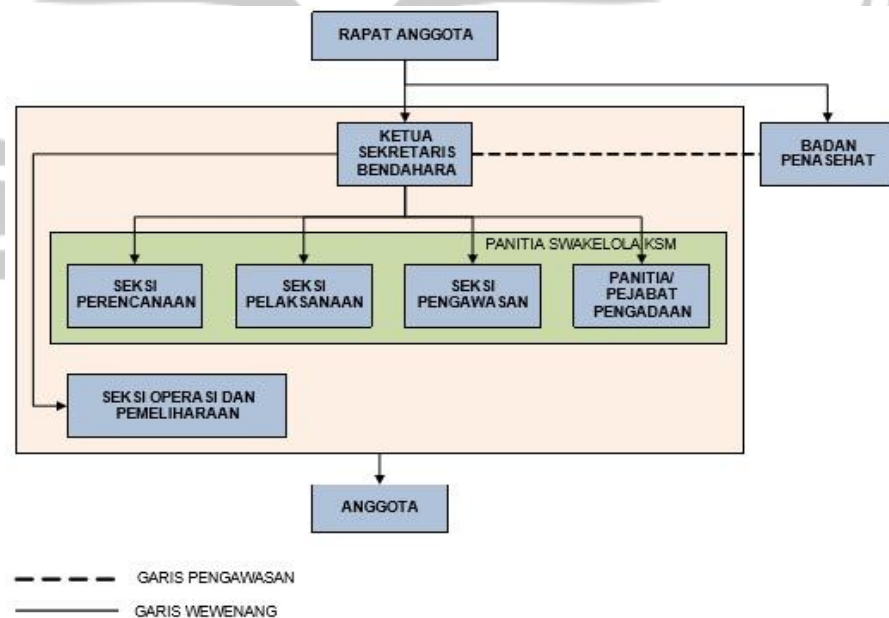 RAPAT ANGGOTA
KETUA
SEKRETARIS
BENDAHARA
BADAN
PENASEHAT
PANITIA SWAKELOLA KSM
SEKSI
PERENCANAAN
SEKSI
PELAKSANAAN
SEKSI
PENGAWASAN
PANITIA/
PEJABAT
PENGADAAN
SEKSI OPERASI DAN
PEMELIHARAAN
ANGGOTA
GARIS PENGAWASAN
GARIS WEWENANG